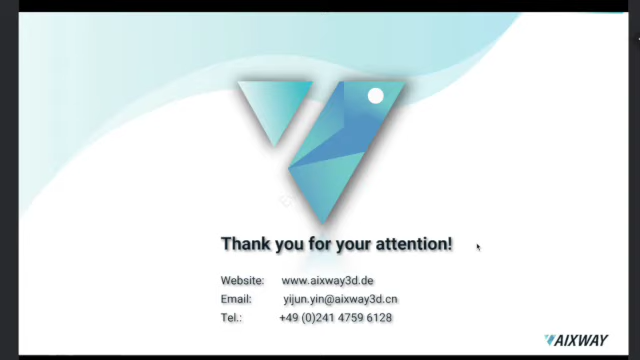 Thank you for your attention!
Website: www.aixway3d.de
Email: yijun.yin@aixway3d.cn
Tel.: +49 (0)241 4759 6128
AIXWAY